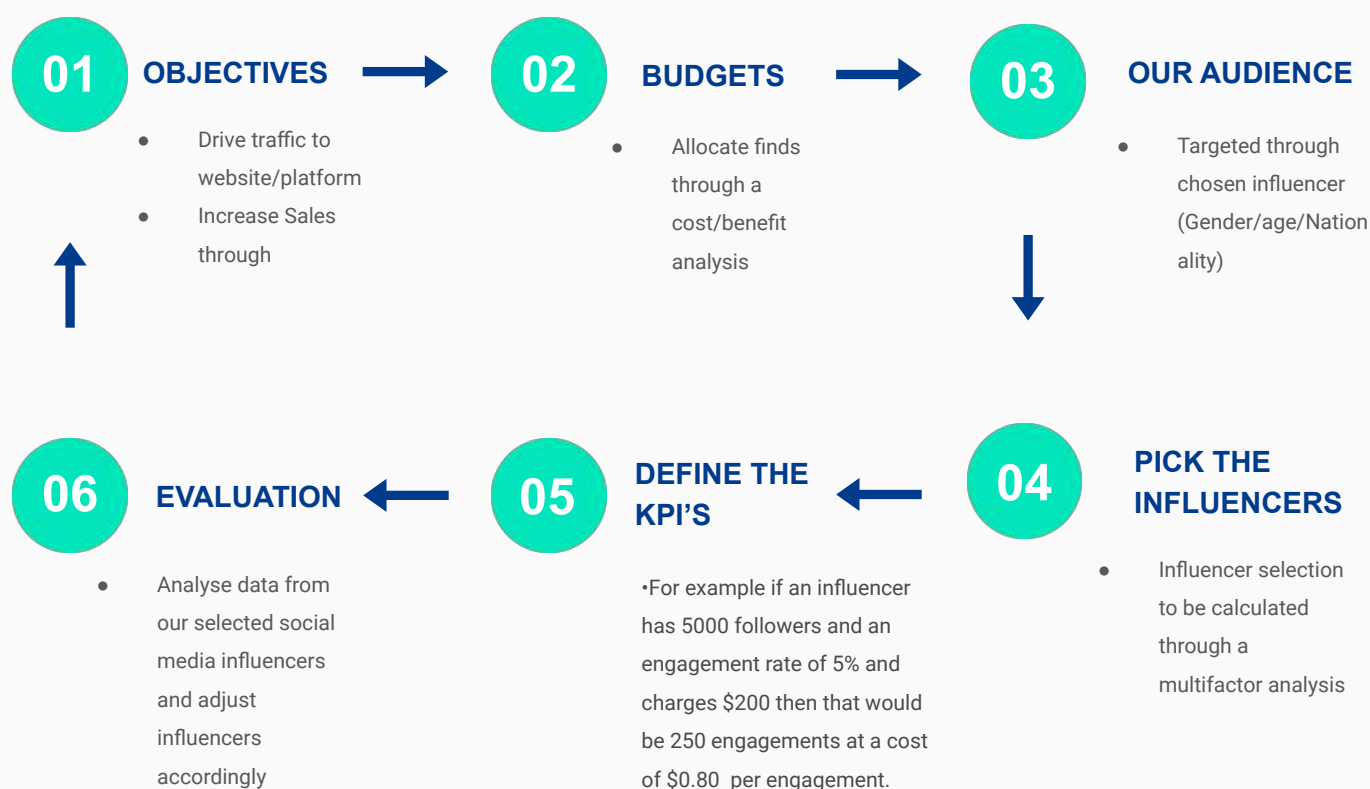 01
OBJECTIVES
● Drive traffic to
website/platform
● Increase Sales
through
02
BUDGETS
● Allocate finds
through a
cost/benefit
analysis
03
OUR AUDIENCE
● Targeted through
chosen influencer
(Gender/age/Nation
ality)
04
PICK THE
INFLUENCERS
● Influencer selection
to be calculated
through a
multifactor analysis
05
DEFINE THE
KPI’S
•For example if an influencer
has 5000 followers and an
engagement rate of 5% and
charges $200 then that would
be 250 engagements at a cost
of $0.80 per engagement.
06
EVALUATION
● Analyse data from
our selected social
media influencers
and adjust
influencers
accordingly